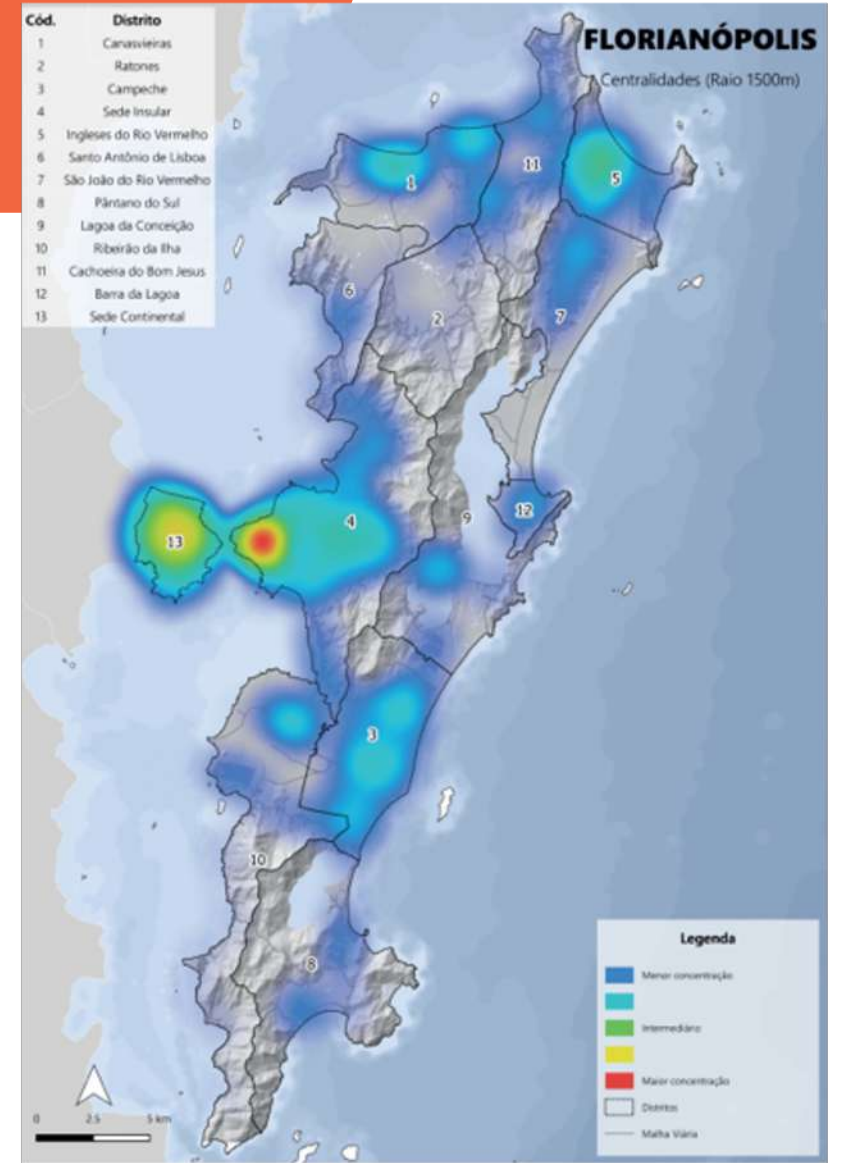 Cód. Distrito
1 Canasvieiras
2 Ratones
3 Campeche
4 Sede Insular
5 Ingleses do Rio Vermelho
6 Santo Antônio de Lisboa
7 São João do Rio Vermelho
8 Pântano do Sul
9 Lagoa da Conceição
10 Ribeirão da Ilha
11 Cachoeira do Bom Jesus
12 Barra da Lagoa
13 Sede Continental
FLORIANÓPOLIS
Centralidades (Raio 1500m)
11
1
5
6
2
7
12
9
4
13
3
10
8
Legenda
Menor concentração
Intermediário
Maior concentração
Distritos
Malha Viária
0 2.5 5 km